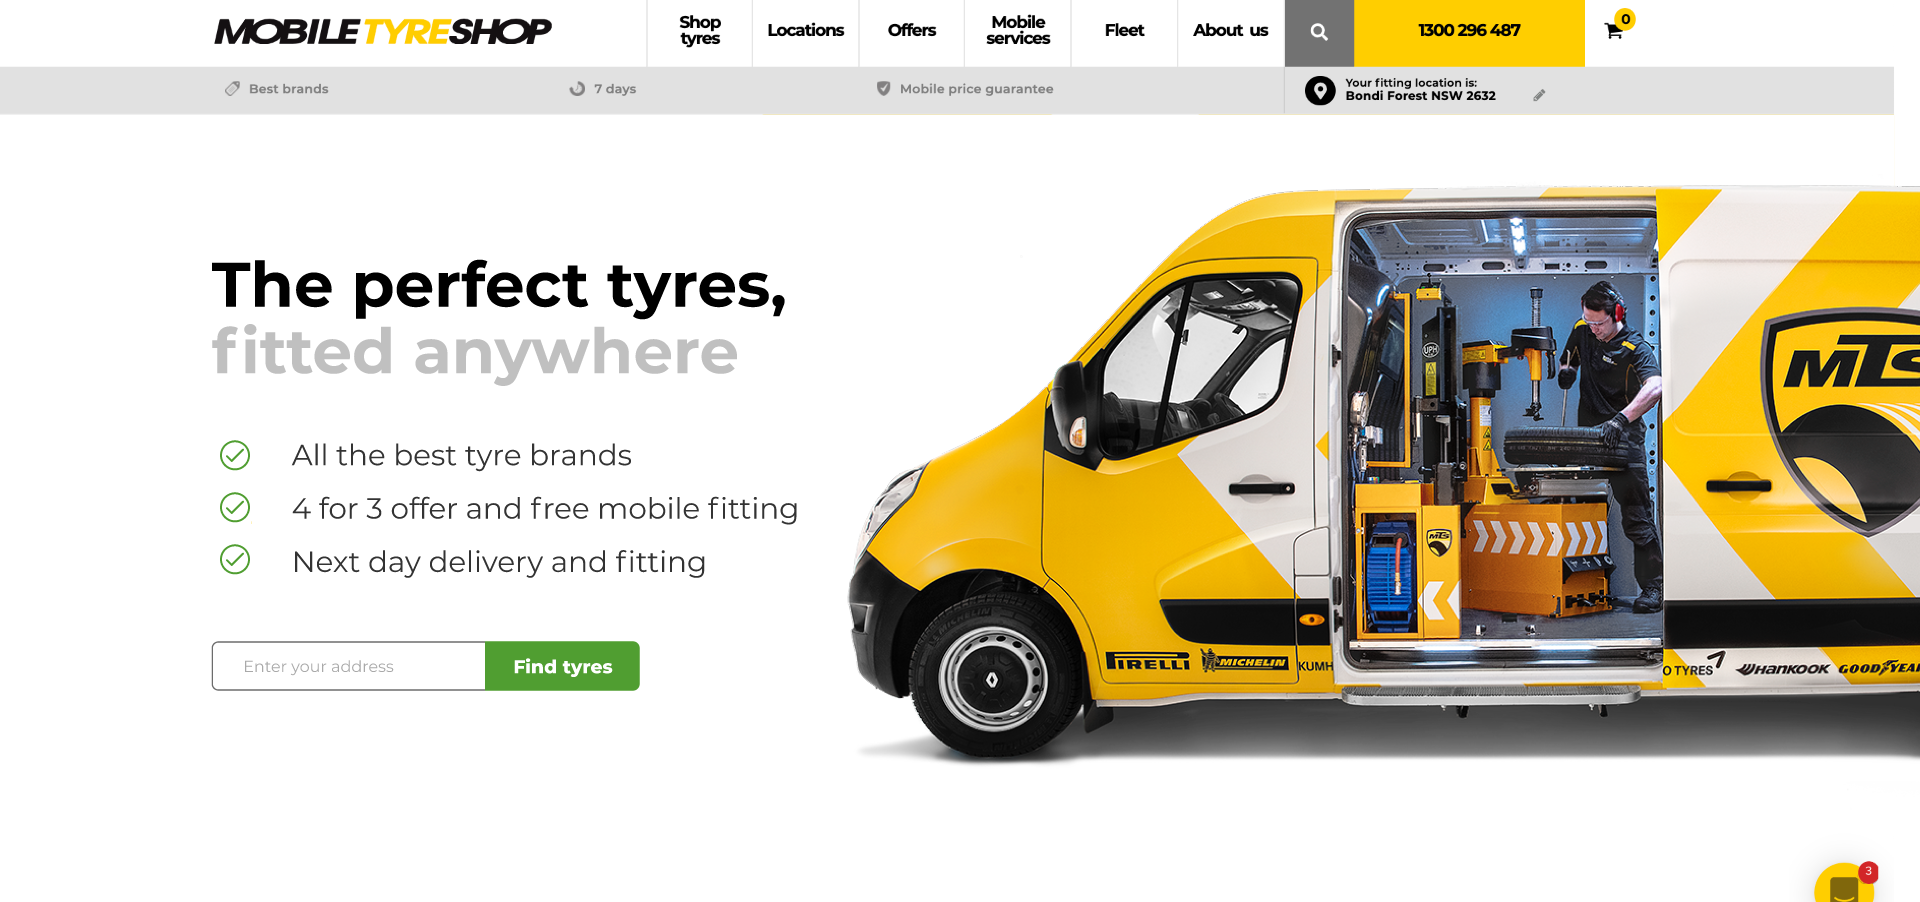 MOBILETYRESHOP
Shop
tyres
Locations
Offers
Mobile
services
Fleet
About us
1300 296 487
0
Best brands
7 days
Mobile price guarantee
Your fitting location is:
Bondi Forest NSW 2632
The perfect tyres,
fitted anywhere
All the best tyre brands
4 for 3 offer and free mobile fitting
Next day delivery and fitting
Enter your address
Find tyres
UPH
MTS
MTS
PIRELLI
MICHELIN
KUMH
O TYRES
HANKOOK
GOODYEAR
3